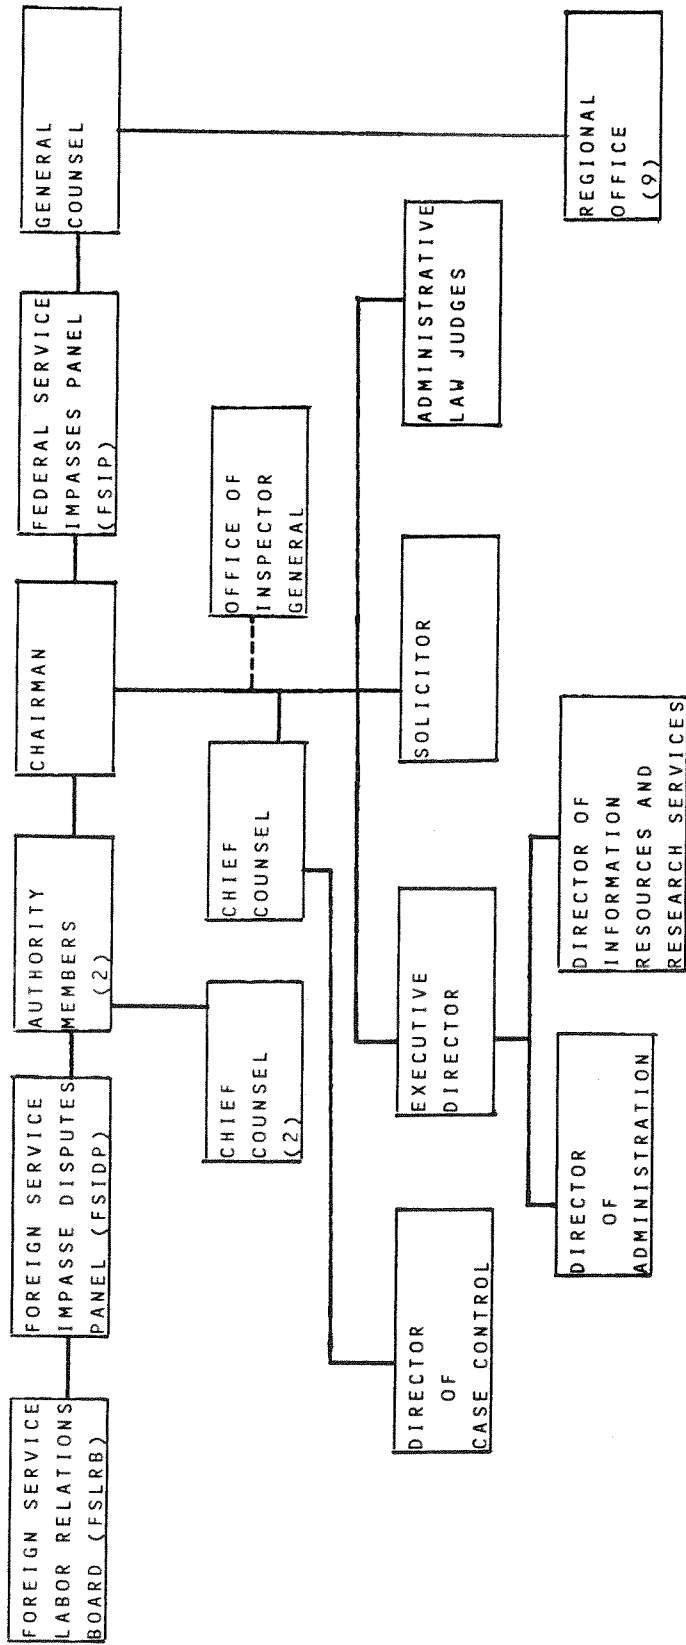 FOREIGN SERVICE
LABOR RELATIONS
BOARD (FSLRB)
FOREIGN SERVICE
IMPASSE DISPUTES
PANEL (FSIDP)
AUTHORITY
MEMBERS
(2)
CHAIRMAN
FEDERAL SERVICE
IMPASSES PANEL
(FSIP)
GENERAL
COUNSEL
CHIEF
COUNSEL
(2)
CHIEF
COUNSEL
OFFICE OF
INSPECTOR
GENERAL
DIRECTOR
OF
CASE CONTROL
EXECUTIVE
DIRECTOR
SOLICITOR
ADMINISTRATIVE
LAW JUDGES
DIRECTOR
OF
ADMINISTRATION
DIRECTOR OF
INFORMATION
RESOURCES AND
RESEARCH SERVICES
REGIONAL
OFFICE
(9)